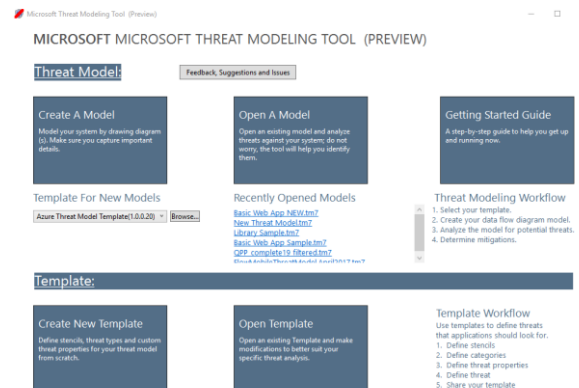 Microsoft Threat Modeling Tool (Preview)
MICROSOFT MICROSOFT THREAT MODELING TOOL (PREVIEW)
Threat Model:
Feedback, Suggestions and Issues
Create A Model
Model your system by drawing diagram
(s). Make sure you capture important
details.
Open A Model
Open an existing model and analyze
threats against your system; do not
worry, the tool will help you identify
them.
Getting Started Guide
A step-by-step guide to help you get up
and running now.
Template For New Models
Azure Threat Model Template(1.0.0.20)
Browse...
Recently Opened Models
Basic Web App NEW.tm7
New Threat Model.tm7
Library Sample.tm7
Basic Web App Sample.tm7
QPP_complete19 filtered.tm7
FlowMobileThreatModel April2017.tm7
Threat Modeling Workflow
1. Select your template.
2. Create your data flow diagram model.
3. Analyze the model for potential threats.
4. Determine mitigations.
Template:
Create New Template
Define stencils, threat types and custom
threat properties for your threat model
from scratch.
Open Template
Open an existing Template and make
modifications to better suit your
specific threat analysis.
Template Workflow
Use templates to define threats
that applications should look for.
1. Define stencils
2. Define categories
3. Define threat properties
4. Define threat
5. Share your template